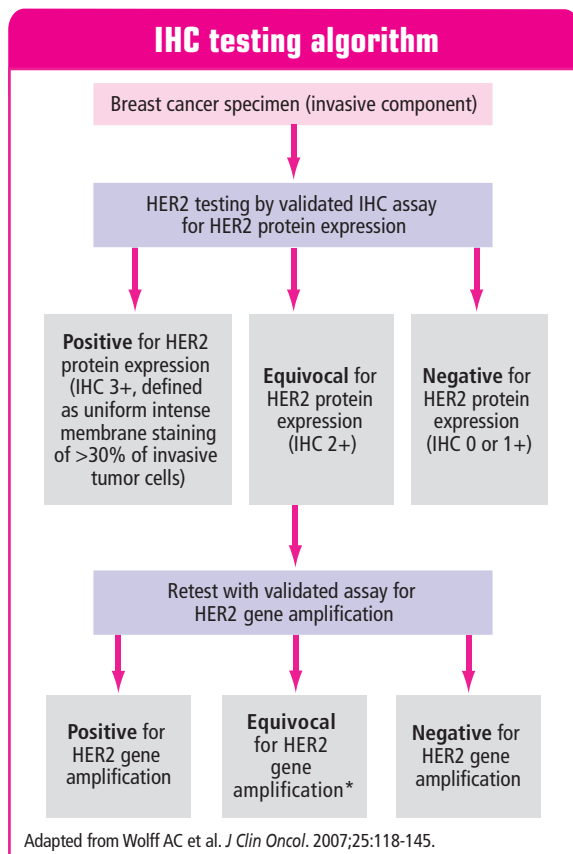 IHC testing algorithm
Breast cancer specimen (invasive component)
HER2 testing by validated IHC assay
for HER2 protein expression
Positive for HER2
protein expression
(IHC 3+, defined
as uniform intense
membrane staining
of >30% of invasive
tumor cells)
Equivocal for
HER2 protein
expression
(IHC 2+)
Negative for
HER2 protein
expression
(IHC 0 or 1+)
Retest with validated assay for
HER2 gene amplification
Positive for
HER2 gene
amplification
Equivocal
for HER2
gene
amplification*
Negative for
HER2 gene
amplification
Adapted from Wolff AC et al. J Clin Oncol. 2007;25:118-145.